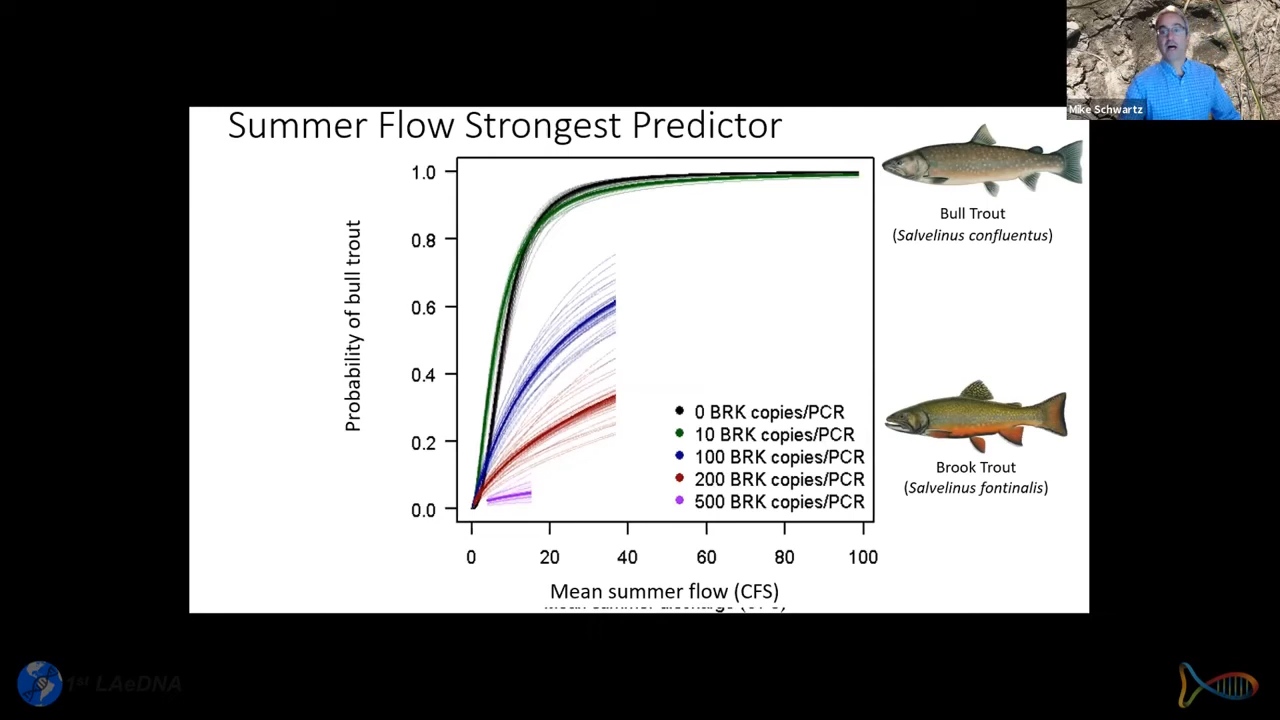 Mike Schwartz
Summer Flow Strongest Predictor
Probability of bull trout
1.0
0.8
0.6
0.4
0.2
0.0
0 BRK copies/PCR
10 BRK copies/PCR
100 BRK copies/PCR
200 BRK copies/PCR
500 BRK copies/PCR
0 20 40 60 80 100
Mean summer flow (CFS)
Bull Trout
(Salvelinus confluentus)
Brook Trout
(Salvelinus fontinalis)
1st LAeDNA